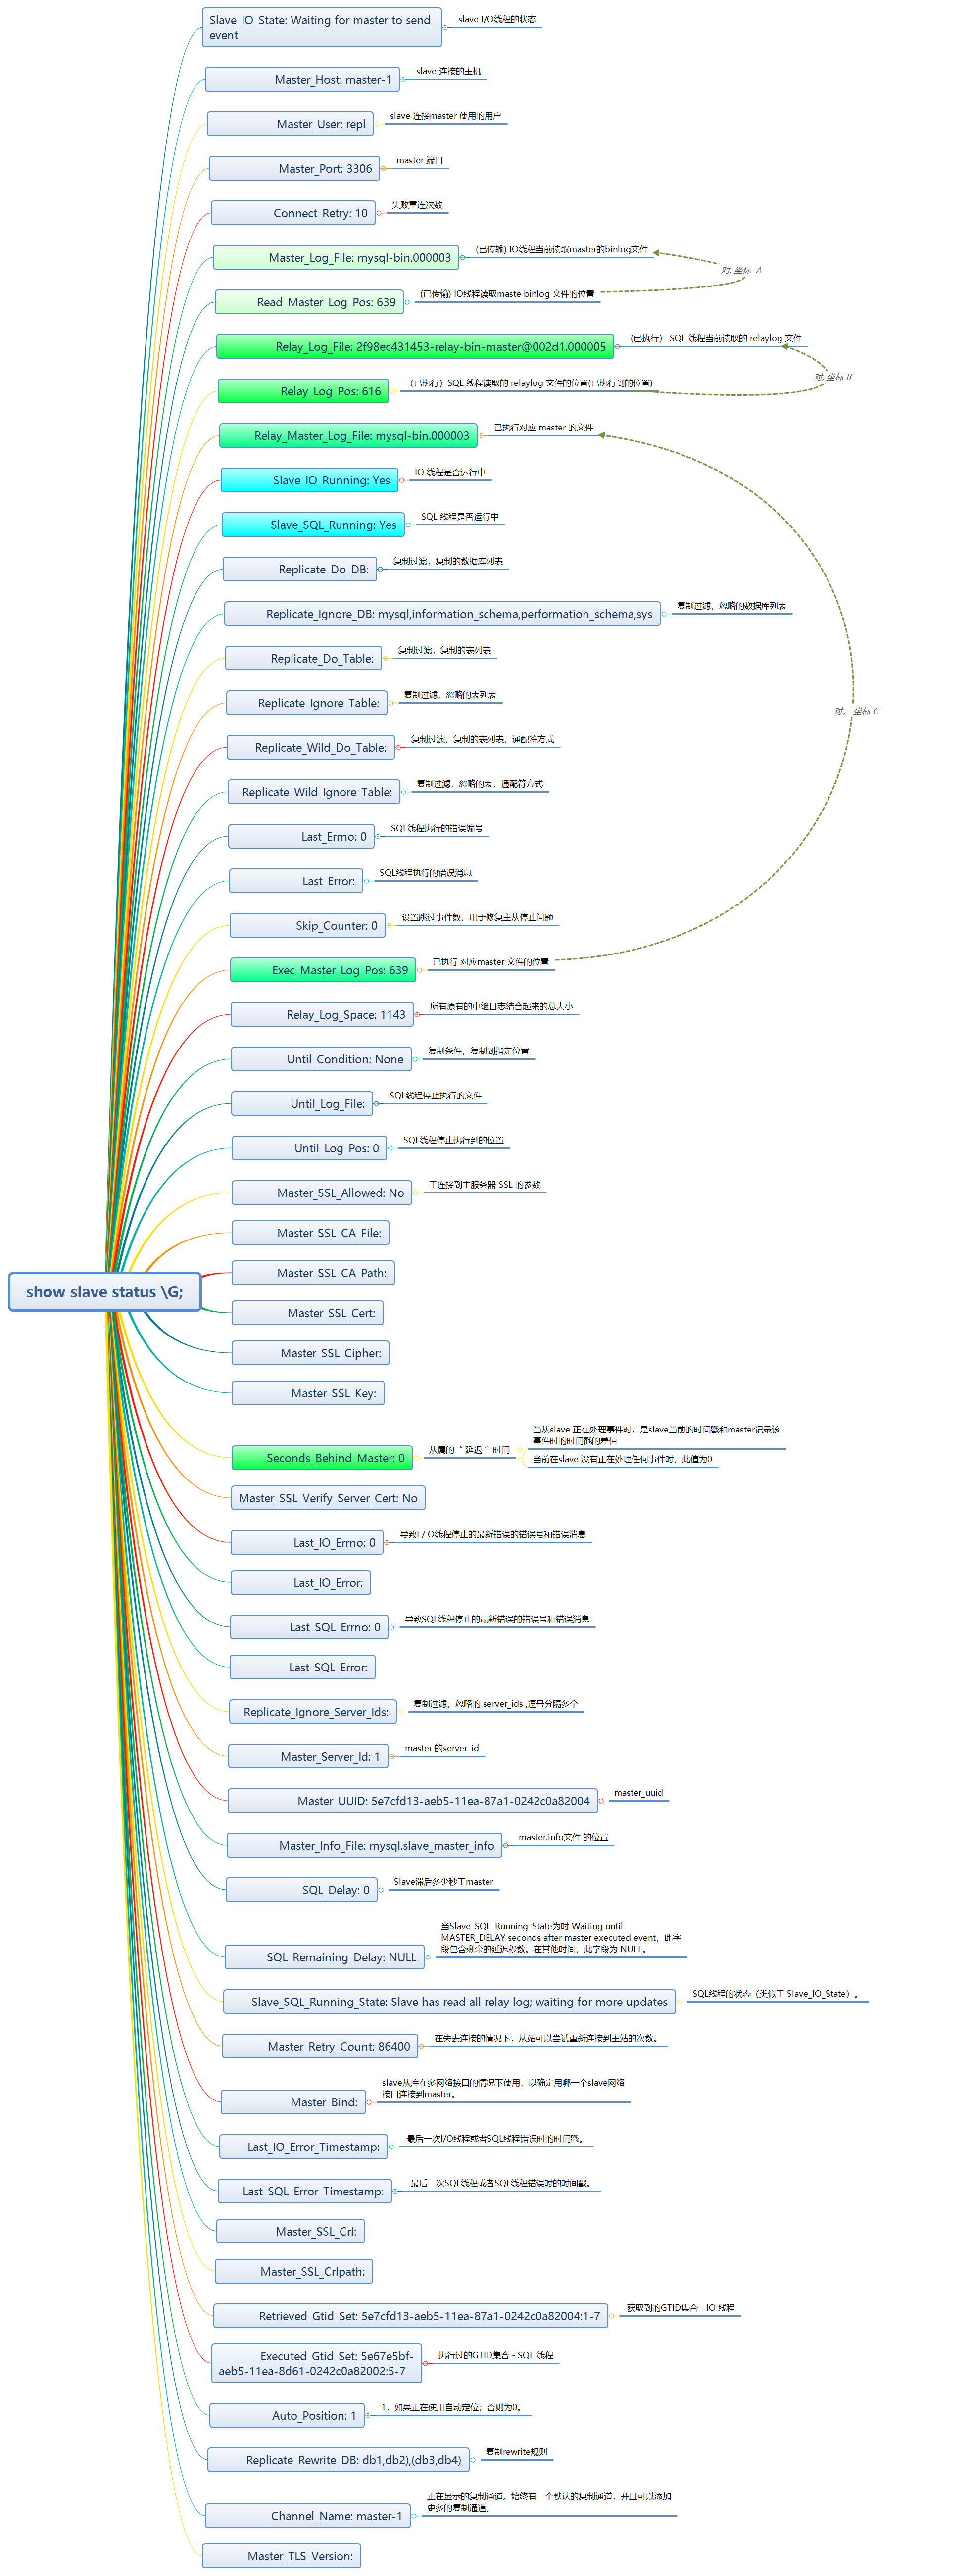 Slave_IO_State: Waiting for master to send
event
slave I/O线程的状态
Master_Host: master-1
slave 连接的主机
Master_User: repl
slave 连接master 使用的用户
Master_Port: 3306
master 端口
Connect_Retry: 10
失败重连次数
Master_Log_File: mysql-bin.000003
(已传输) IO线程当前读取master的binlog文件
一对, 坐标 A
Read_Master_Log_Pos: 639
(已传输) IO线程读取maste binlog 文件的位置
Relay_Log_File: 2f98ec431453-relay-bin-master@002d1.000005
(已执行） SQL 线程当前读取的 relaylog 文件
一对, 坐标 B
Relay_Log_Pos: 616
(已执行）SQL 线程读取的 relaylog 文件的位置(已执行到的位置)
Relay_Master_Log_File: mysql-bin.000003
已执行对应 master 的文件
Slave_IO_Running: Yes
IO 线程是否运行中
Slave_SQL_Running: Yes
SQL 线程是否运行中
Replicate_Do_DB:
复制过滤，复制的数据库列表
Replicate_Ignore_DB: mysql,information_schema,performation_schema,sys
复制过滤，忽略的数据库列表
Replicate_Do_Table:
复制过滤，复制的表列表
Replicate_Ignore_Table:
复制过滤，忽略的表列表
一对， 坐标 C
Replicate_Wild_Do_Table:
复制过滤，复制的表列表，通配符方式
Replicate_Wild_Ignore_Table:
复制过滤，忽略的表，通配符方式
Last_Errno: 0
SQL线程执行的错误编号
Last_Error:
SQL线程执行的错误消息
Skip_Counter: 0
设置跳过事件数，用于修复主从停止问题
Exec_Master_Log_Pos: 639
已执行 对应master 文件的位置
Relay_Log_Space: 1143
所有原有的中继日志结合起来的总大小
Until_Condition: None
复制条件，复制到指定位置
Until_Log_File:
SQL线程停止执行的文件
Until_Log_Pos: 0
SQL线程停止执行到的位置
Master_SSL_Allowed: No
于连接到主服务器 SSL 的参数
Master_SSL_CA_File:
Master_SSL_CA_Path:
show slave status \G;
Master_SSL_Cert:
Master_SSL_Cipher:
Master_SSL_Key:
Seconds_Behind_Master: 0
从属的“ 延迟 ”时间
当从slave 正在处理事件时，是slave当前的时间戳和master记录该
事件时的时间戳的差值
当前在slave 没有正在处理任何事件时，此值为0
Master_SSL_Verify_Server_Cert: No
Last_IO_Errno: 0
导致I / O线程停止的最新错误的错误号和错误消息
Last_IO_Error:
Last_SQL_Errno: 0
导致SQL线程停止的最新错误的错误号和错误消息
Last_SQL_Error:
Replicate_Ignore_Server_Ids:
复制过滤，忽略的 server_ids ,逗号分隔多个
Master_Server_Id: 1
master 的server_id
Master_UUID: 5e7cfd13-aeb5-11ea-87a1-0242c0a82004
master_uuid
Master_Info_File: mysql.slave_master_info
master.info文件 的位置
SQL_Delay: 0
Slave滞后多少秒于master
SQL_Remaining_Delay: NULL
当Slave_SQL_Running_State为时 Waiting until
MASTER_DELAY seconds after master executed event，此字
段包含剩余的延迟秒数。在其他时间，此字段为 NULL。
Slave_SQL_Running_State: Slave has read all relay log; waiting for more updates
SQL线程的状态（类似于 Slave_IO_State）。
Master_Retry_Count: 86400
在失去连接的情况下，从站可以尝试重新连接到主站的次数。
Master_Bind:
slave从库在多网络接口的情况下使用，以确定用哪一个slave网络
接口连接到master。
Last_IO_Error_Timestamp:
最后一次I/O线程或者SQL线程错误时的时间戳。
Last_SQL_Error_Timestamp:
最后一次SQL线程或者SQL线程错误时的时间戳。
Master_SSL_Crl:
Master_SSL_Crlpath:
Retrieved_Gtid_Set: 5e7cfd13-aeb5-11ea-87a1-0242c0a82004:1-7
获取到的GTID集合 - IO 线程
Executed_Gtid_Set: 5e67e5bf-
aeb5-11ea-8d61-0242c0a82002:5-7
执行过的GTID集合 - SQL 线程
Auto_Position: 1
1，如果正在使用自动定位；否则为0。
Replicate_Rewrite_DB: db1,db2),(db3,db4)
复制rewrite规则
Channel_Name: master-1
正在显示的复制通道。始终有一个默认的复制通道，并且可以添加
更多的复制通道。
Master_TLS_Version: